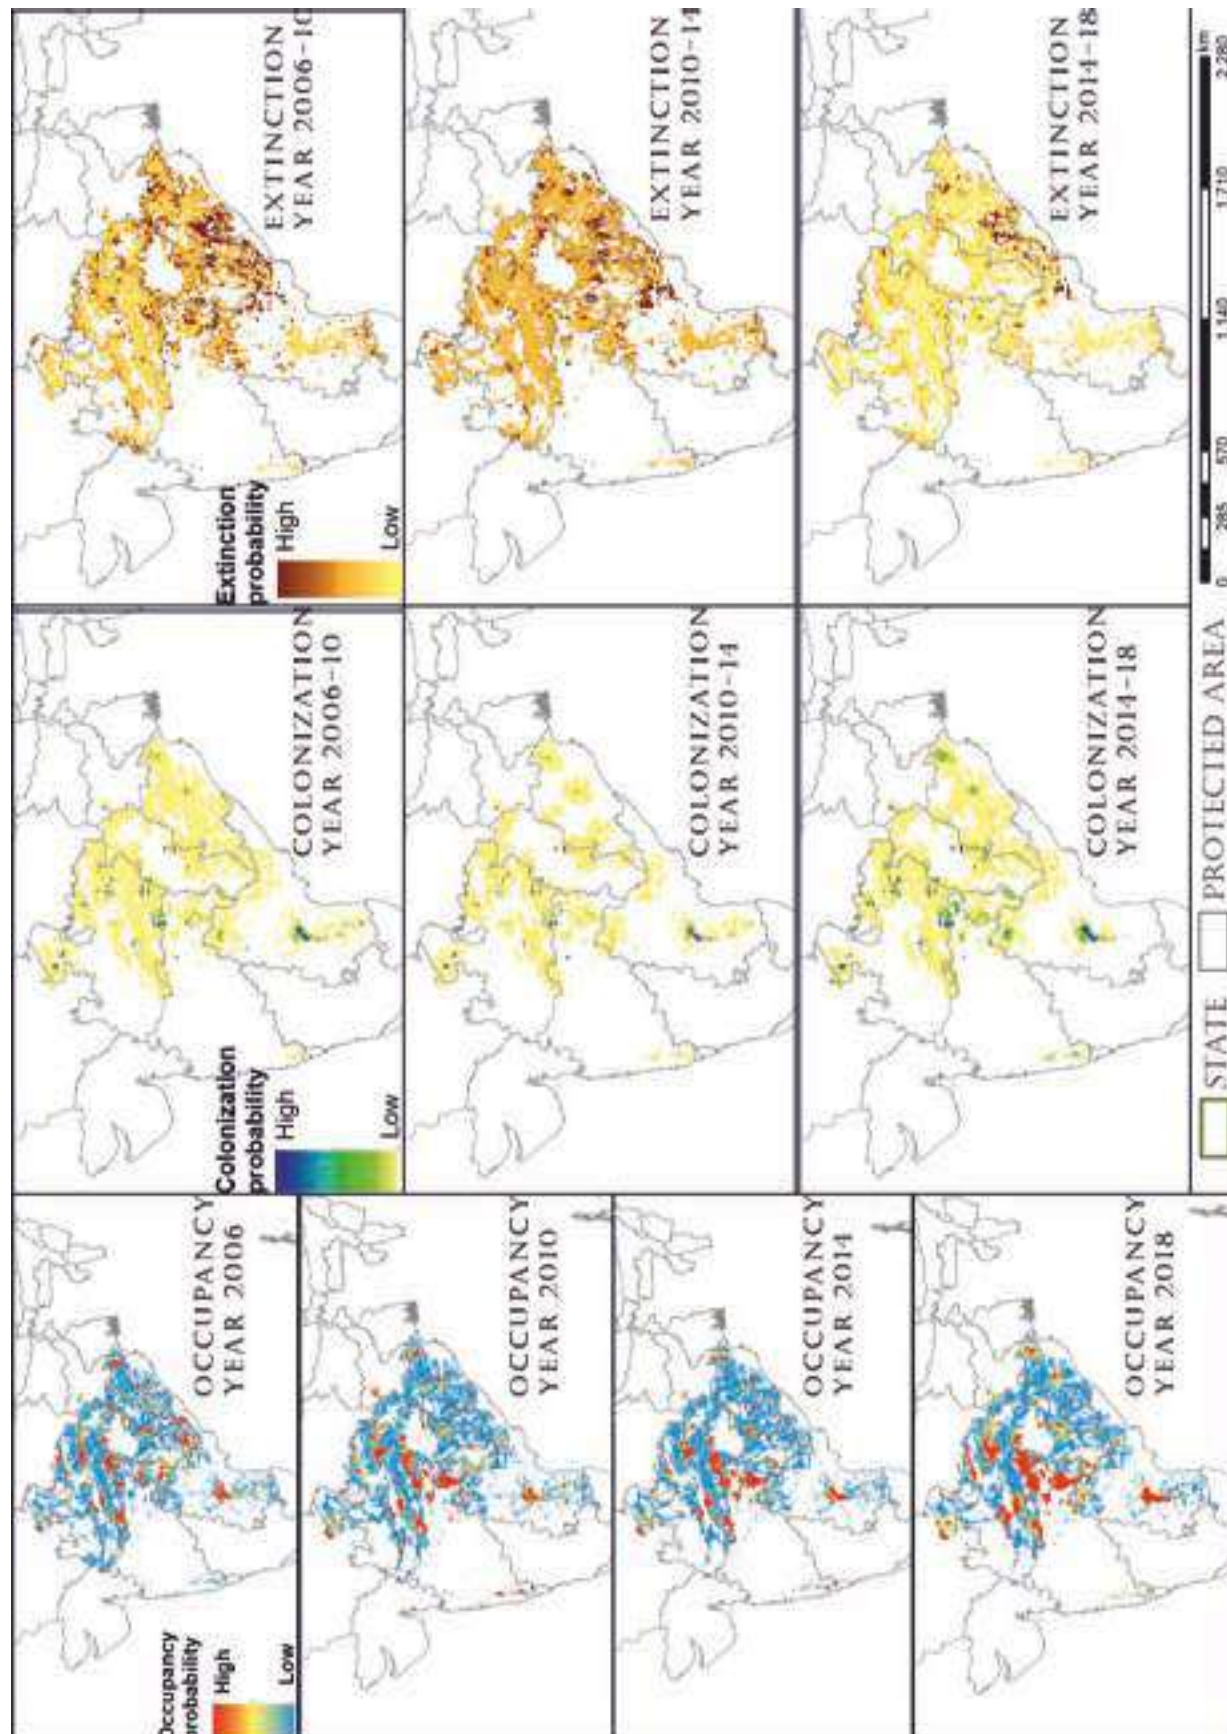 Occupancy
probability
High
Low
OCCUPANCY
YEAR 2006
OCCUPANCY
YEAR 2010
OCCUPANCY
YEAR 2014
OCCUPANCY
YEAR 2018
Colonization
probability
High
Low
COLONIZATION
YEAR 2006-10
COLONIZATION
YEAR 2010-14
COLONIZATION
YEAR 2014-18
Extinction
probability
High
Low
EXTINCTION
YEAR 2006-10
EXTINCTION
YEAR 2010-14
EXTINCTION
YEAR 2014-18
STATE
PROTECTED AREA
0 285 570 1,140 1,710 2,280
km